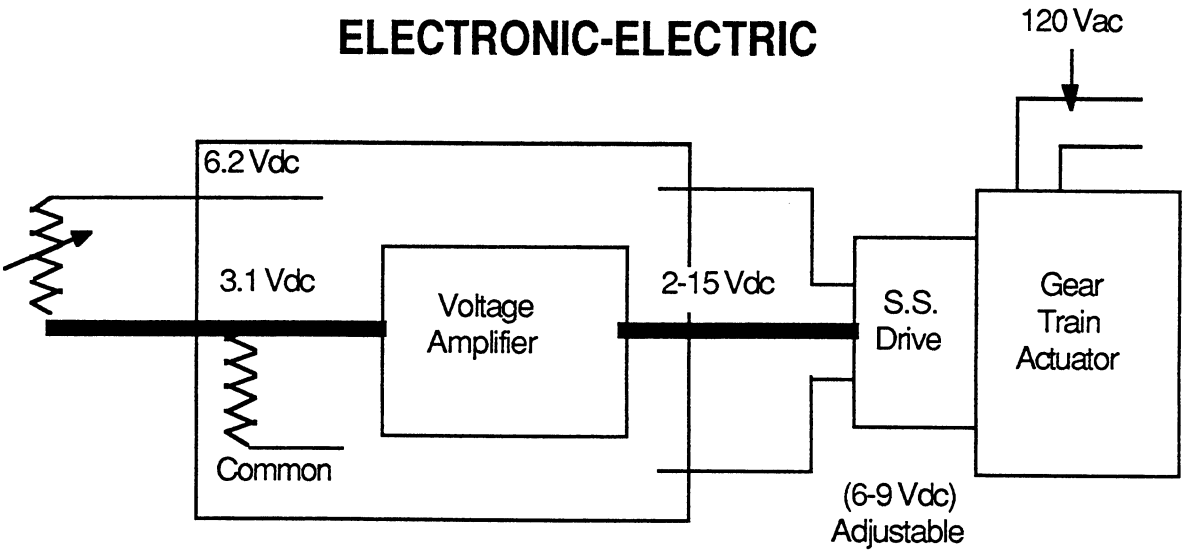 ELECTRONIC-ELECTRIC
120 Vac
6.2 Vdc
3.1 Vdc
Voltage
Amplifier
2-15 Vdc
S.S.
Drive
Gear
Train
Actuator
Common
(6-9 Vdc)
Adjustable